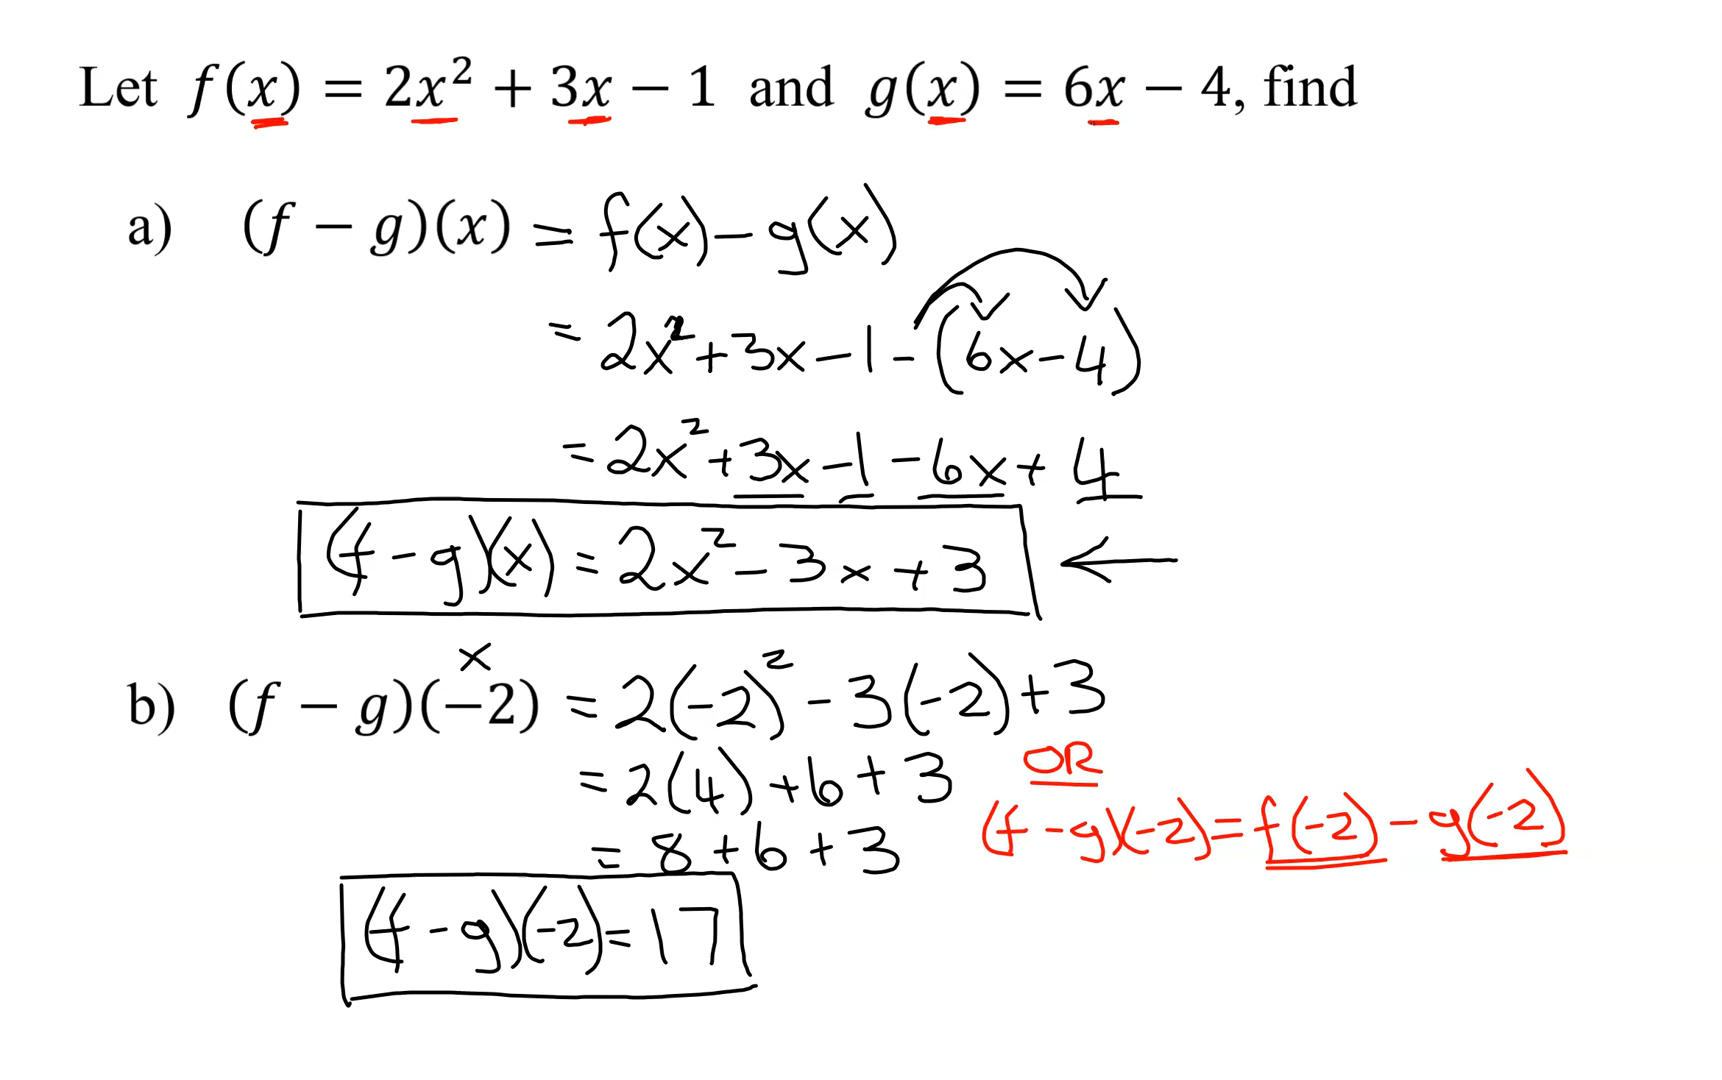 Let f(x) = 2x² + 3x − 1 and g(x) = 6x − 4, find
a) (f − g)(x) = f(x) − g(x)
= 2x² + 3x − 1 − (6x − 4)
= 2x² + 3x − 1 − 6x + 4
(f − g)(x) = 2x² − 3x + 3
x
b) (f − g)(−2) = 2(−2)² − 3(−2) + 3
= 2(4) + 6 + 3
OR
(f − g)(−2) = f(−2) − g(−2)
= 8 + 6 + 3
(f − g)(−2) = 17